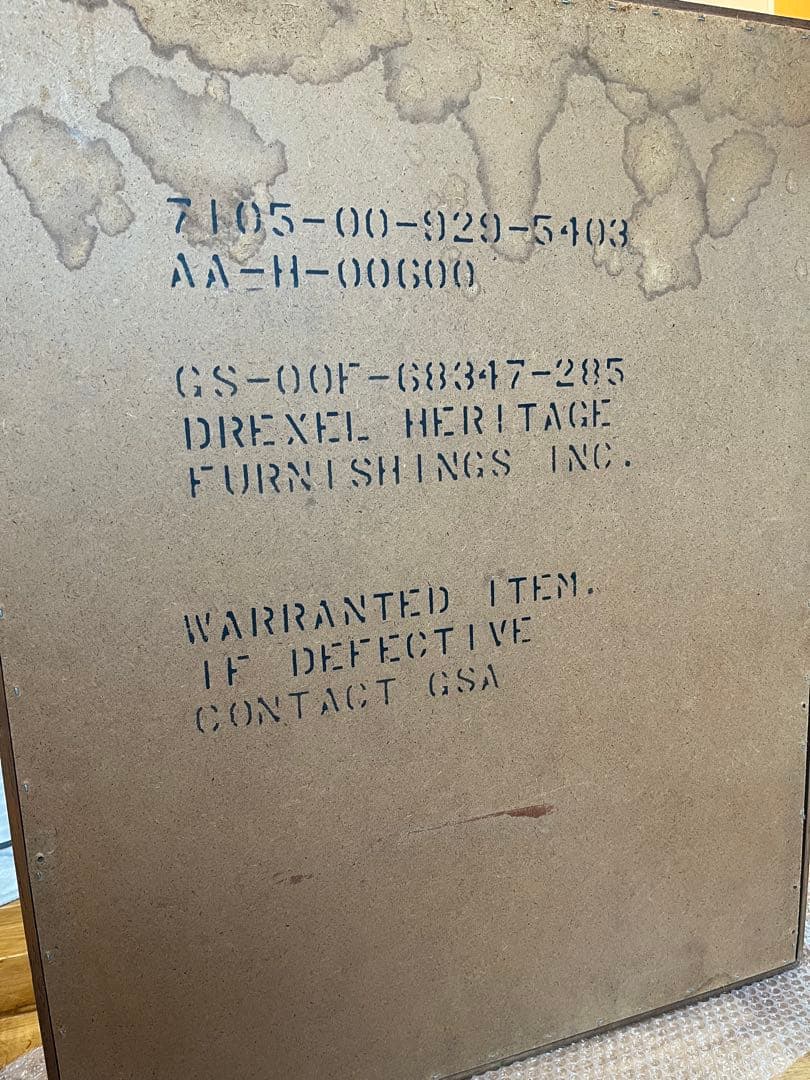 7105-00-929-5403
AA-H-00600
GS-00F-68347-285
DREXEL HERITAGE
FURNISHINGS INC.
WARRANTED ITEM.
IF DEFECTIVE
CONTACT GSA